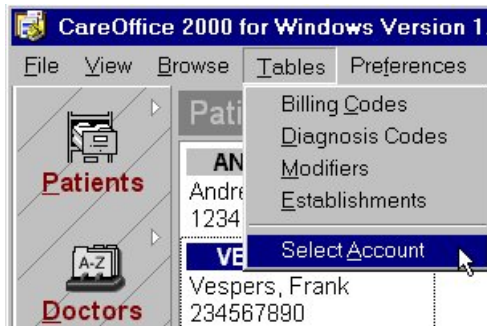 CareOffice 2000 for Windows Version 1.
File View Browse Tables Preferences
Billing Codes
Diagnosis Codes
Modifiers
Establishments
Select Account
Patients
A-Z
Doctors
Pati
AN
Andre
1234
VE
Vespers, Frank
234567890